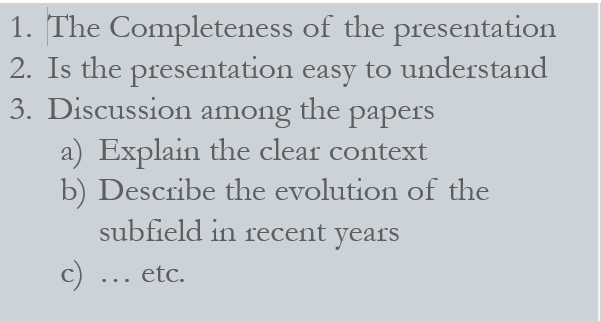 1. The Completeness of the presentation
2. Is the presentation easy to understand
3. Discussion among the papers
a) Explain the clear context
b) Describe the evolution of the
subfield in recent years
c) … etc.